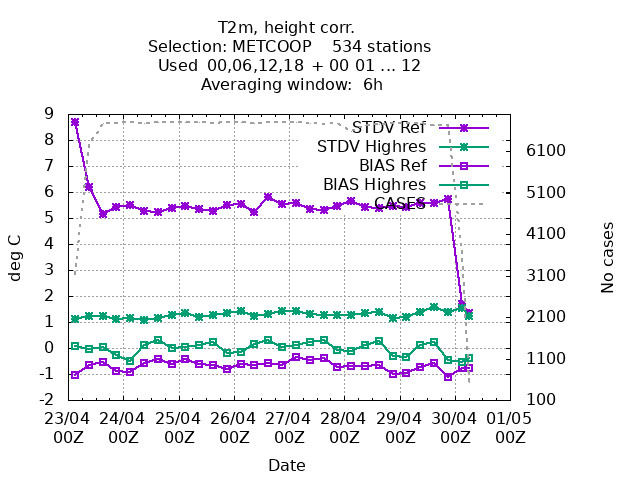 T2m, height corr.
Selection: METCOOP    534 stations
Used  00,06,12,18  + 00 01 ... 12
Averaging window:  6h
STDV Ref
STDV Highres
BIAS Ref
BIAS Highres
CASES
9
8
7
6
5
4
3
2
1
0
-1
-2
deg C
6100
5100
4100
3100
2100
1100
100
No cases
23/04 24/04 25/04 26/04 27/04 28/04 29/04 30/04 01/05
00Z 00Z 00Z 00Z 00Z 00Z 00Z 00Z 00Z
Date